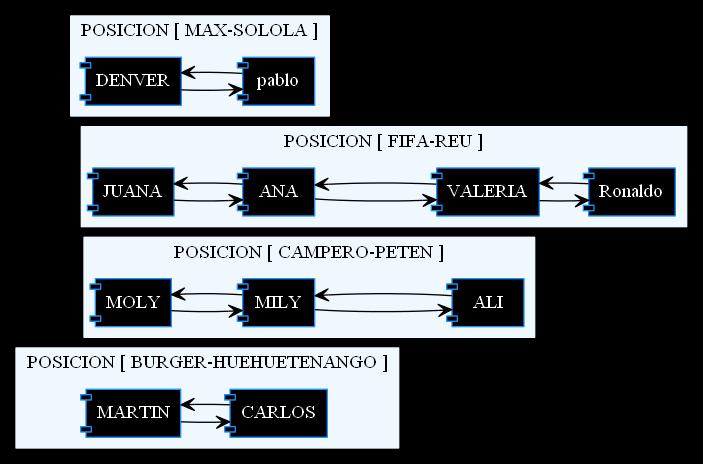 POSICION [ MAX-SOLOLA ]
DENVER pablo
POSICION [ FIFA-REU ]
JUANA ANA VALERIA Ronaldo
POSICION [ CAMPERO-PETEN ]
MOLY MILY ALI
POSICION [ BURGER-HUEHUETENANGO ]
MARTIN CARLOS